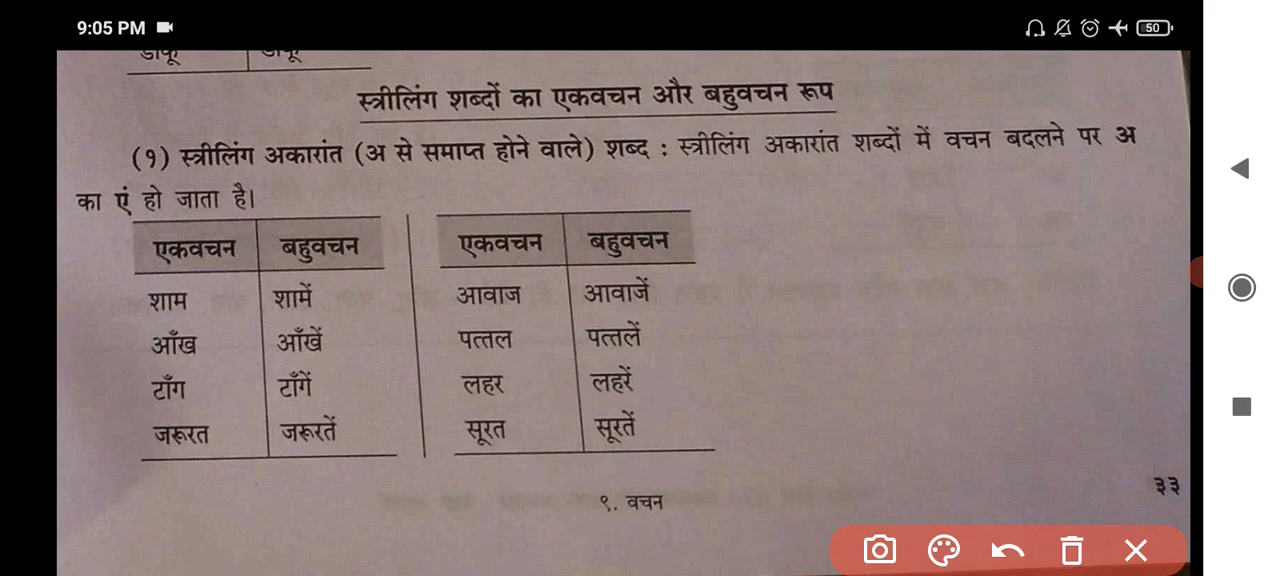 9:05 PM
50
डाकू डाकू
स्त्रीलिंग शब्दों का एकवचन और बहुवचन रूप
(१) स्त्रीलिंग अकारांत (अ से समाप्त होने वाले) शब्द : स्त्रीलिंग अकारांत शब्दों में वचन बदलने पर अ
का एं हो जाता है।
एकवचन बहुवचन एकवचन बहुवचन
शाम शामें आवाज आवाजें
आँख आँखें पत्तल पत्तलें
टाँग टाँगें लहर लहरें
जरूरत जरूरतें सूरत सूरतें
९. वचन
३३